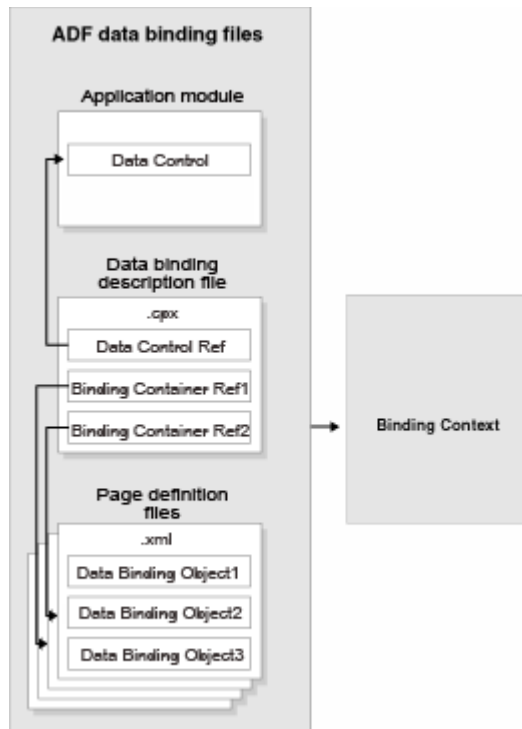 ADF data binding files
Application module
Data Control
Data binding
description file
.cpx
Data Control Ref
Binding Container Ref1
Binding Container Ref2
Page definition
files
.xml
Data Binding Object1
Data Binding Object2
Data Binding Object3
Binding Context